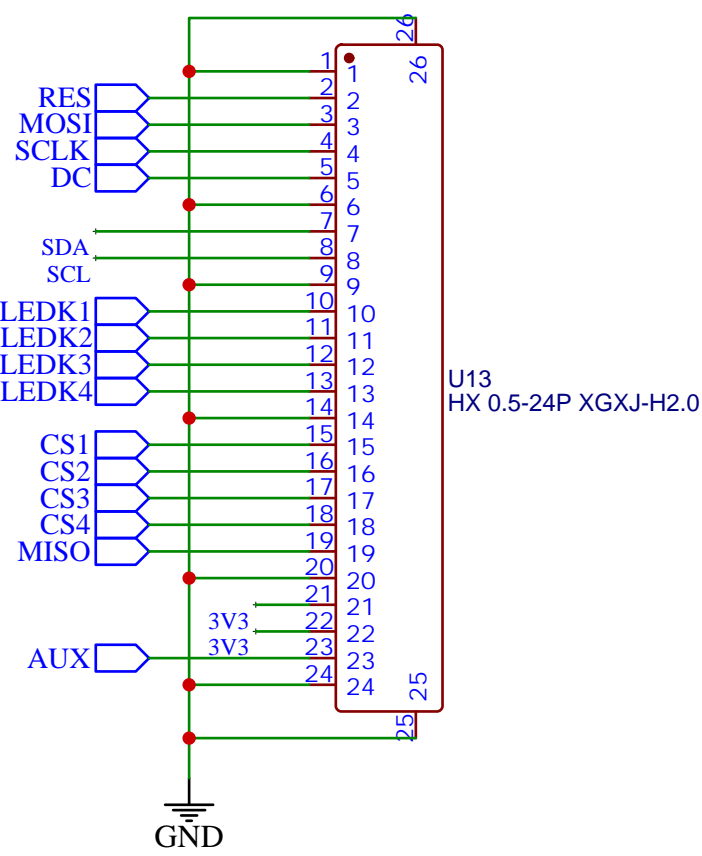 26
26
1
1
RES
2
2
MOSI
3
3
SCLK
4
4
DC
5
5
6
6
7
7
SDA
8
8
SCL
9
9
LEDK1
10
10
LEDK2
11
11
LEDK3
12
12
LEDK4
13
13
U13
HX 0.5-24P XGXJ-H2.0
14
14
CS1
15
15
CS2
16
16
CS3
17
17
CS4
18
18
MISO
19
19
20
20
21
21
3V3
22
22
3V3
AUX
23
23
24
24
25
25
GND